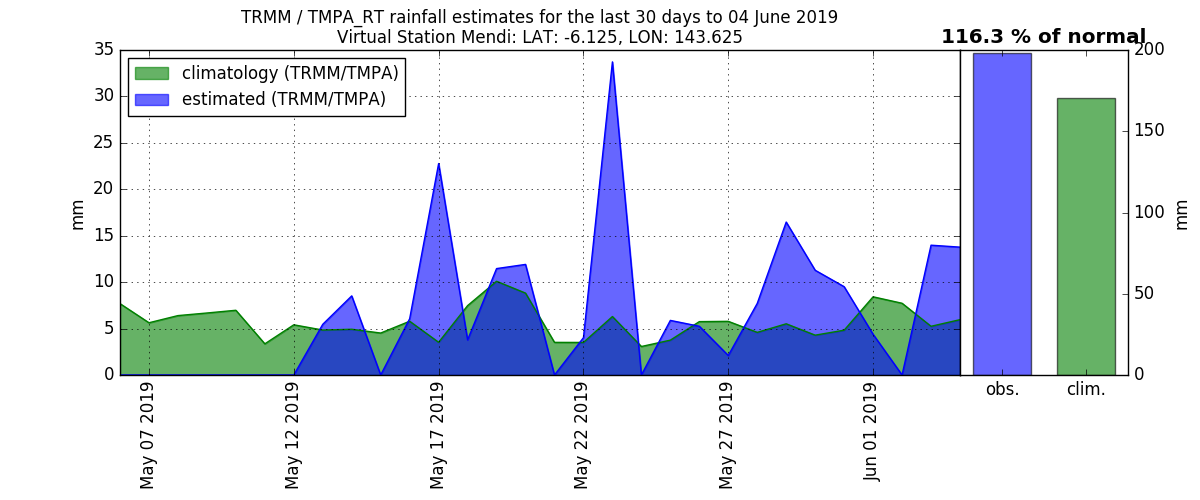 TRMM / TMPA_RT rainfall estimates for the last 30 days to 04 June 2019
Virtual Station Mendi: LAT: -6.125, LON: 143.625
116.3 % of normal
climatology (TRMM/TMPA)
estimated (TRMM/TMPA)
mm
35
30
25
20
15
10
5
0
May 07 2019
May 12 2019
May 17 2019
May 22 2019
May 27 2019
Jun 01 2019
obs.
clim.
200
150
100
50
0
mm